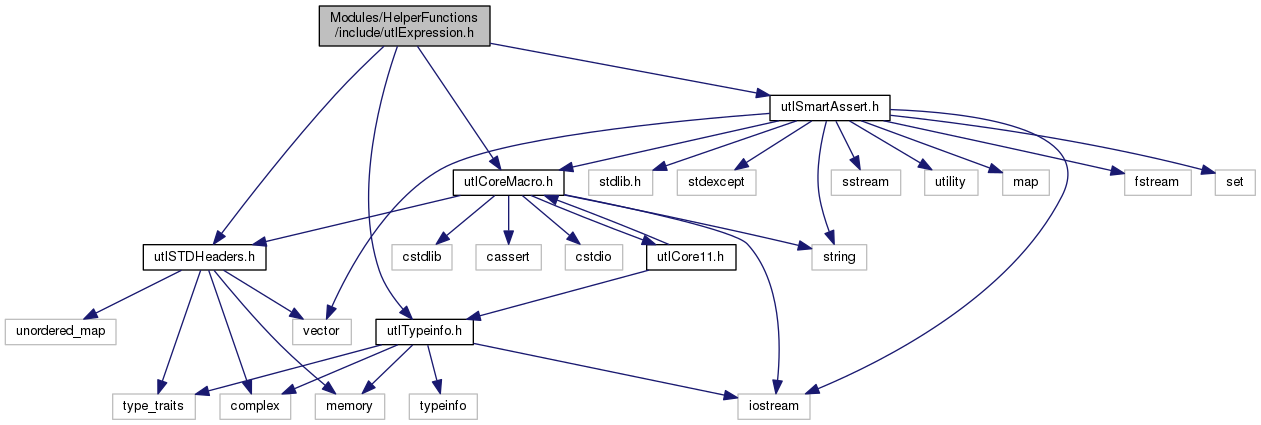 Modules/HelperFunctions
/include/utlExpression.h
utlSmartAssert.h
utlCoreMacro.h
stdlib.h
stdexcept
sstream
utility
map
fstream
set
utlSTDHeaders.h
cstdlib
cassert
cstdio
utlCore11.h
string
unordered_map
vector
utlTypeinfo.h
type_traits
complex
memory
typeinfo
iostream